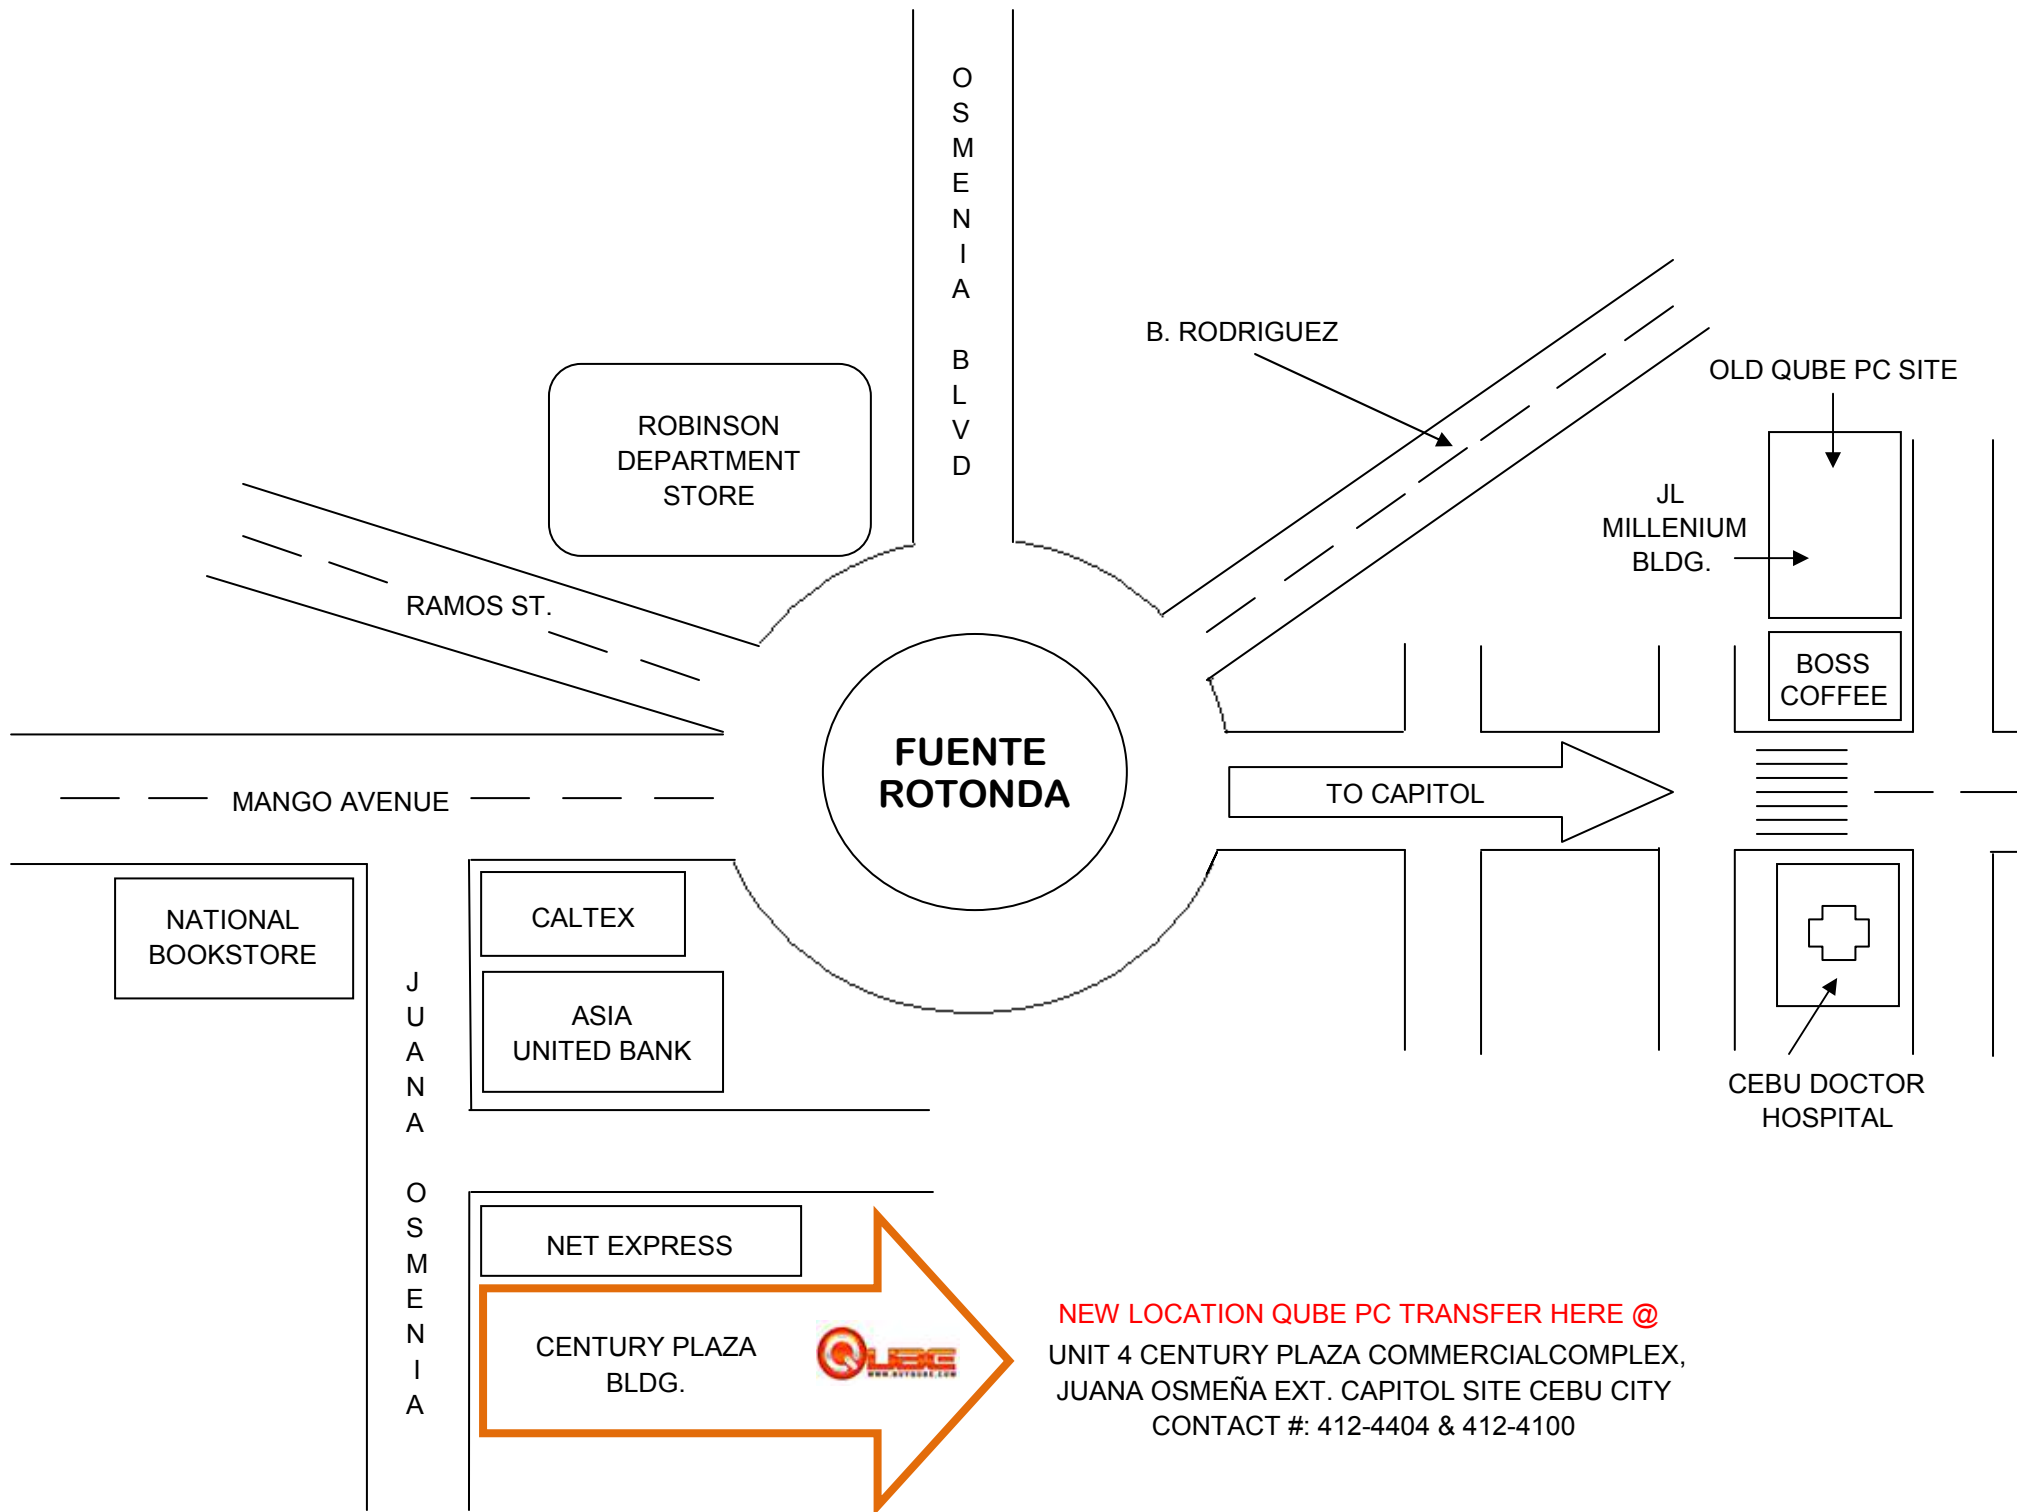 OSMENIA BLVD
B. RODRIGUEZ
OLD QUBE PC SITE
ROBINSON
DEPARTMENT
STORE
JL
MILLENIUM
BLDG.
RAMOS ST.
BOSS
COFFEE
FUENTE
ROTONDA
TO CAPITOL
MANGO AVENUE
NATIONAL
BOOKSTORE
CALTEX
ASIA
UNITED BANK
JUANA OSMENIA
CEBU DOCTOR
HOSPITAL
NET EXPRESS
CENTURY PLAZA
BLDG.
QUBE
NEW LOCATION QUBE PC TRANSFER HERE @
UNIT 4 CENTURY PLAZA COMMERCIALCOMPLEX,
JUANA OSMEÑA EXT. CAPITOL SITE CEBU CITY
CONTACT #: 412-4404 & 412-4100